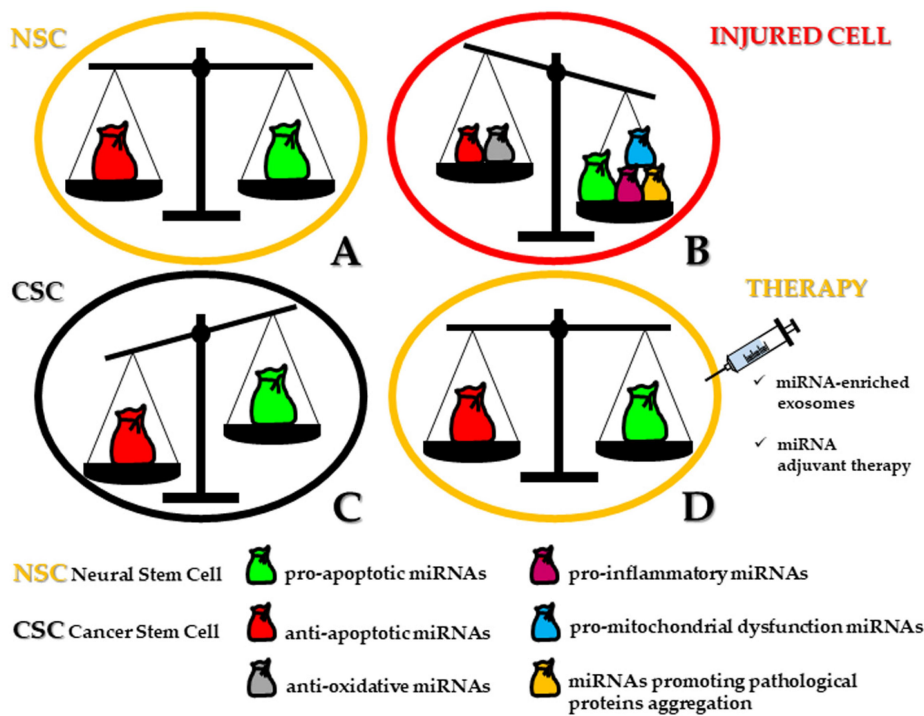 NSC
INJURED CELL
A
B
CSC
THERAPY
✓ miRNA-enriched
exosomes
✓ miRNA
adjuvant therapy
C
D
NSC Neural Stem Cell
pro-apoptotic miRNAs
pro-inflammatory miRNAs
CSC Cancer Stem Cell
anti-apoptotic miRNAs
pro-mitochondrial dysfunction miRNAs
anti-oxidative miRNAs
miRNAs promoting pathological
proteins aggregation